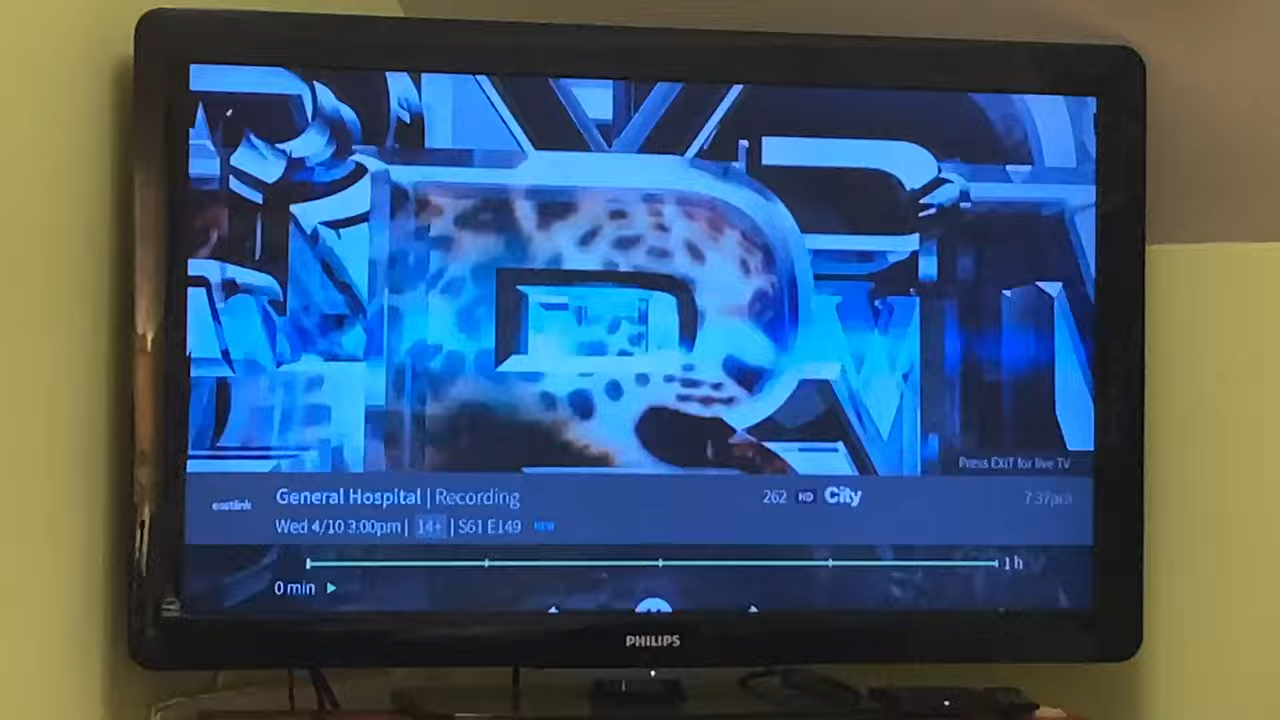 Press EXIT for live TV
eastlink
General Hospital | Recording
262 HD City
7:37pm
Wed 4/10 3:00pm | 14+ | S61 E149 NEW
1 h
0 min
PHILIPS